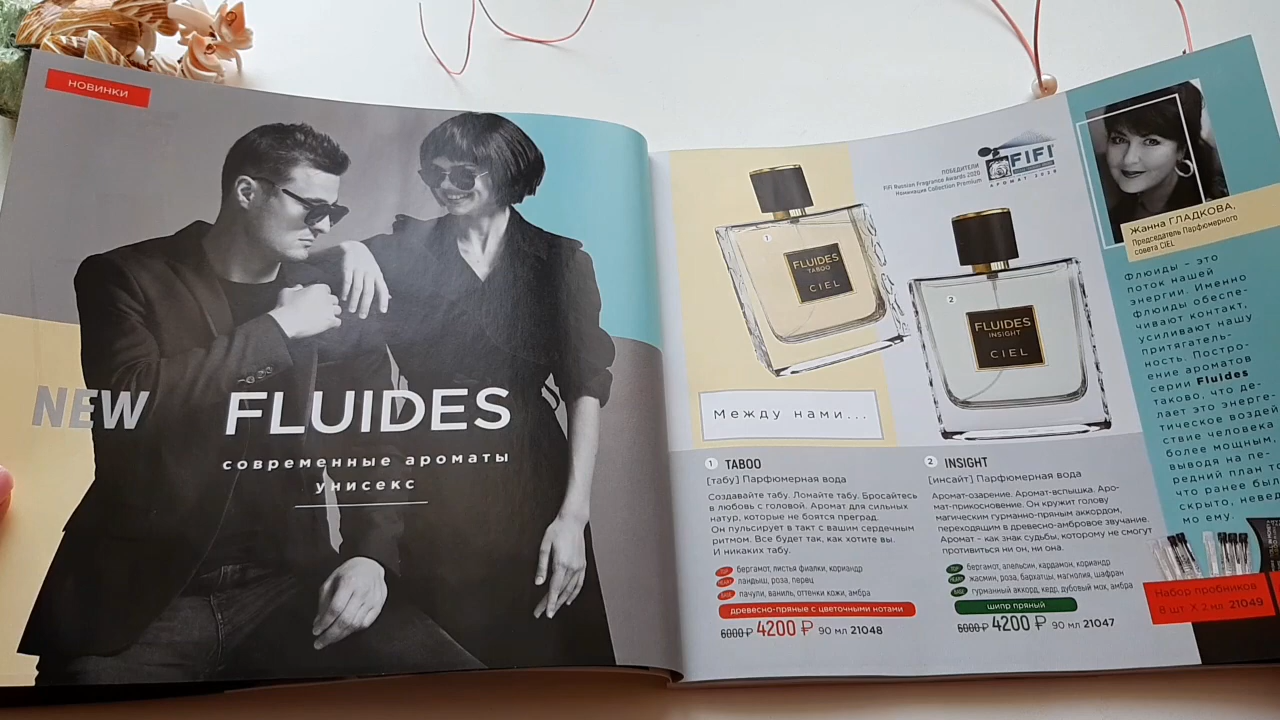 НОВИНКИ
NEW
FLUIDES
современные ароматы
унисекс
ПОБЕДИТЕЛИ
FiFi Russian Fragrance Awards 2020
Номинация Collection Premium
FIFI
АРОМАТ 2020
1
FLUIDES
TABOO
CIEL
2
FLUIDES
INSIGHT
CIEL
Между нами...
1 TABOO
[табу] Парфюмерная вода
Создавайте табу. Ломайте табу. Бросайтесь
в любовь с головой. Аромат для сильных
натур, которые не боятся преград.
Он пульсирует в такт с вашим сердечным
ритмом. Все будет так, как хотите вы.
И никаких табу.
TOP бергамот, листья фиалки, кориандр
HEART ландыш, роза, перец
BASE пачули, ваниль, оттенки кожи, амбра
древесно-пряные с цветочными нотами
6000 ₽ 4200 ₽ 90 мл 21048
2 INSIGHT
[инсайт] Парфюмерная вода
Аромат-озарение. Аромат-вспышка. Аро-
мат-прикосновение. Он кружит голову
магическим гурманно-пряным аккордом,
переходящим в древесно-амбровое звучание.
Аромат – как знак судьбы, которому не смогут
противиться ни он, ни она.
TOP бергамот, апельсин, кардамон, кориандр
HEART жасмин, роза, бархатцы, магнолия, шафран
BASE гурманный аккорд, кедр, дубовый мох, амбра
шипр пряный
6000 ₽ 4200 ₽ 90 мл 21047
Жанна ГЛАДКОВА,
Председатель Парфюмерного
совета CIEL
Флюиды – это
поток нашей
энергии. Именно
флюиды обеспе-
чивают контакт,
усиливают нашу
притягатель-
ность. Постро-
ение ароматов
серии Fluides
таково, что де-
лает это энерге-
тическое воздей-
ствие человека
более мощным,
выводя на пе-
редний план то,
что ранее был
скрыто, невед
мо ему.
Набор пробников
8 шт. X 2 мл 21049